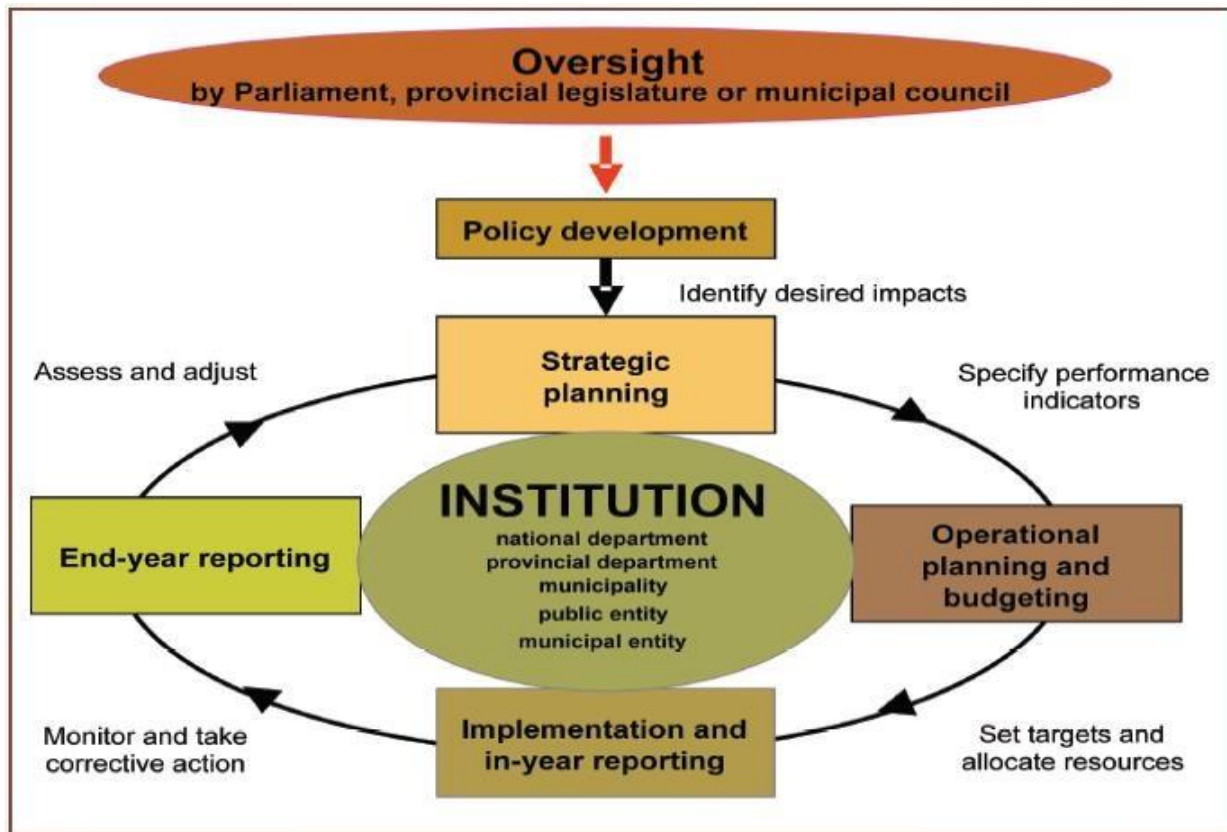 Oversight
by Parliament, provincial legislature or municipal council
Policy development
Identify desired impacts
Strategic
planning
Assess and adjust
Specify performance
indicators
INSTITUTION
national department
provincial department
municipality
public entity
municipal entity
End-year reporting
Operational
planning and
budgeting
Implementation and
in-year reporting
Monitor and take
corrective action
Set targets and
allocate resources